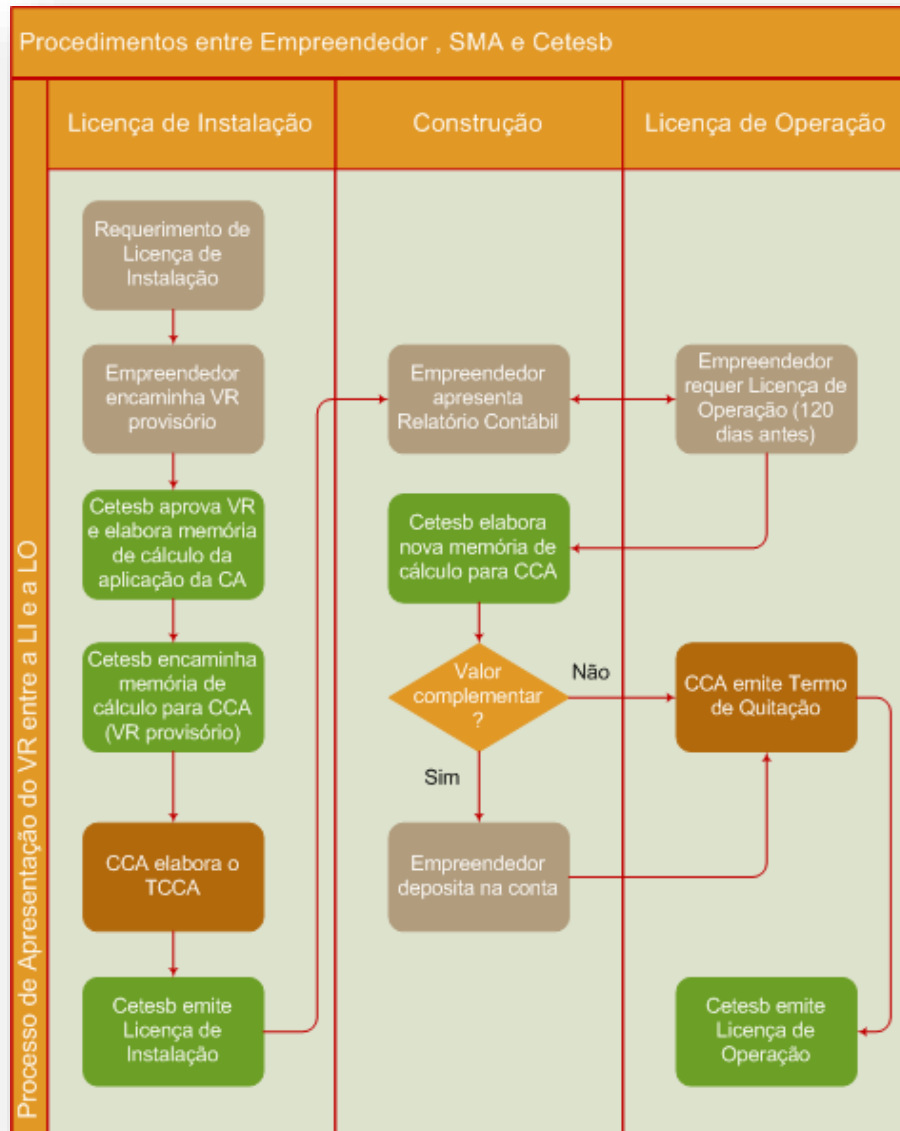 Procedimentos entre Empreendedor , SMA e Cetesb
Processo de Apresentação do VR entre a LI e a LO
Licença de Instalação
Construção
Licença de Operação
Requerimento de
Licença de
Instalação
Empreendedor
encaminha VR
provisório
Cetesb aprova VR
e elabora memória
de cálculo da
aplicação da CA
Cetesb encaminha
memória de
cálculo para CCA
(VR provisório)
CCA elabora o
TCCA
Cetesb emite
Licença de
Instalação
Empreendedor
apresenta
Relatório Contábil
Empreendedor
requer Licença de
Operação (120
dias antes)
Cetesb elabora
nova memória de
cálculo para CCA
Valor
complementar
?
Não
Sim
Empreendedor
deposita na conta
CCA emite Termo
de Quitação
Cetesb emite
Licença de
Operação